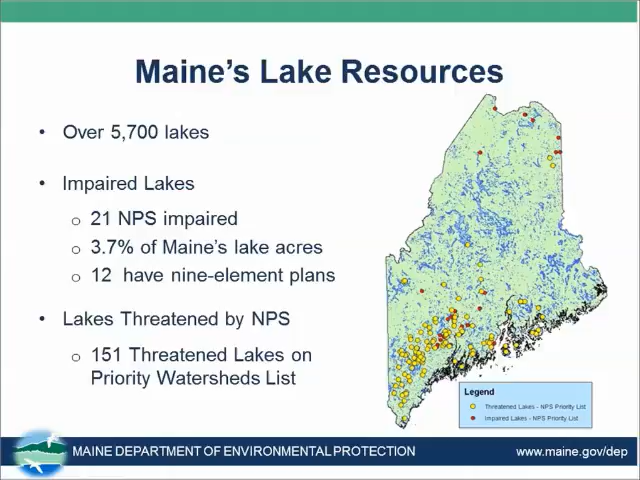 Maine's Lake Resources
• Over 5,700 lakes
• Impaired Lakes
o 21 NPS impaired
o 3.7% of Maine's lake acres
o 12 have nine-element plans
• Lakes Threatened by NPS
o 151 Threatened Lakes on
Priority Watersheds List
Legend
Threatened Lakes - NPS Priority List
Impaired Lakes - NPS Priority List
MAINE DEPARTMENT OF ENVIRONMENTAL PROTECTION
www.maine.gov/dep